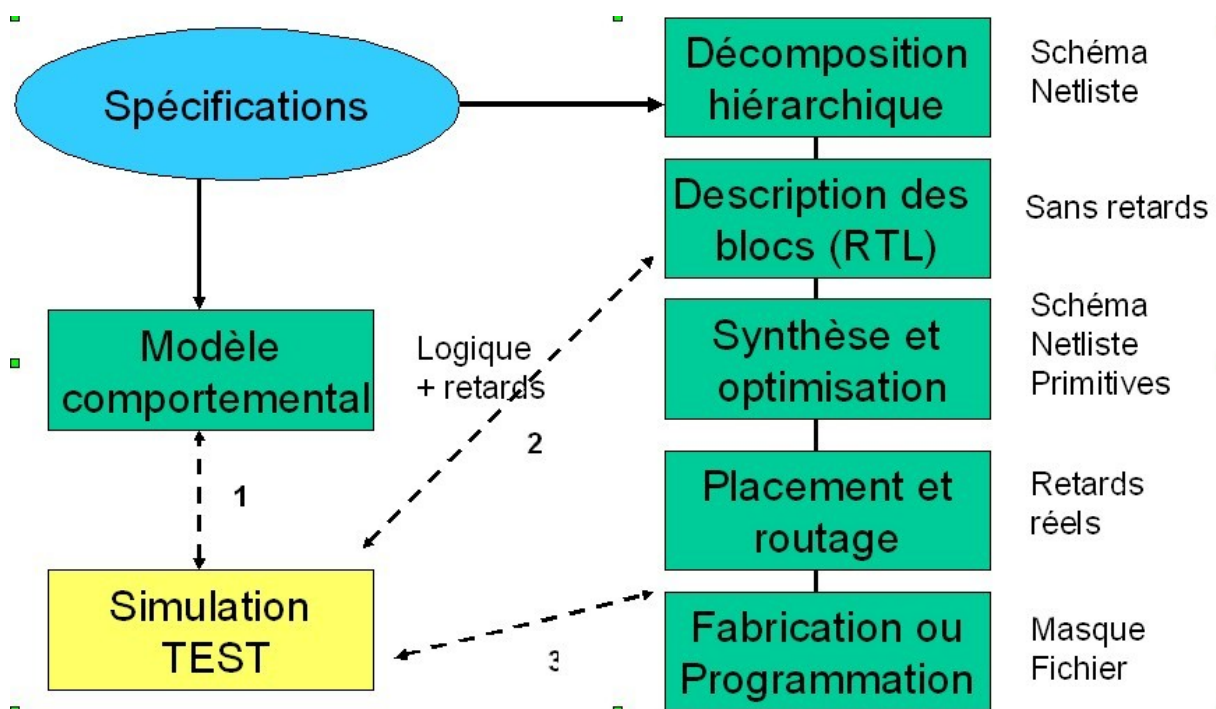 Spécifications
Modèle
comportemental
Logique
+ retards
1
2
3
Simulation
TEST
Décomposition
hiérarchique
Schéma
Netliste
Description des
blocs (RTL)
Sans retards
Synthèse et
optimisation
Schéma
Netliste
Primitives
Placement et
routage
Retards
réels
Fabrication ou
Programmation
Masque
Fichier